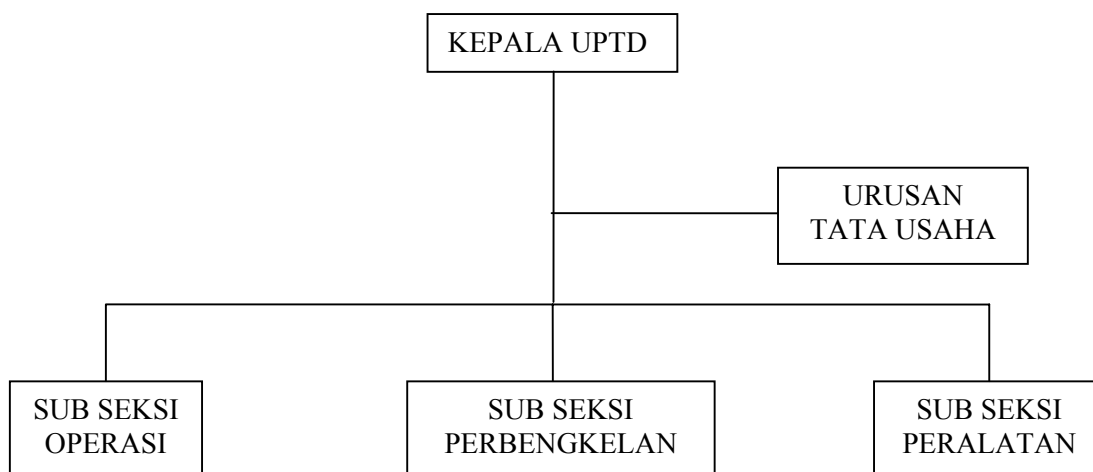 KEPALA UPTD
URUSAN
TATA USAHA
SUB SEKSI
OPERASI
SUB SEKSI
PERBENGKELAN
SUB SEKSI
PERALATAN